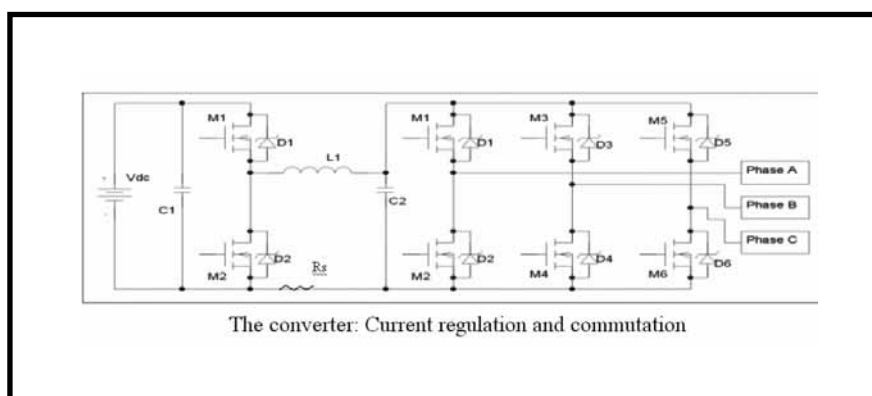 M1
D1
M1
D1
M3
D3
M5
D5
L1
Vdc
C1
C2
Phase A
Phase B
Phase C
M2
D2
Rs
M2
D2
M4
D4
M6
D6
The converter: Current regulation and commutation